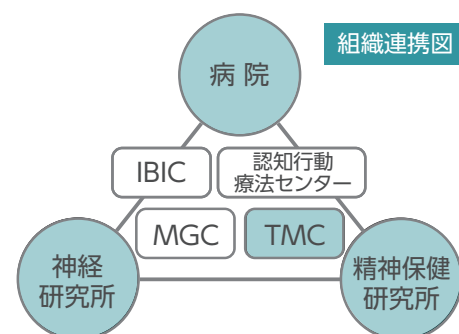 組織連携図
病院
IBIC
認知行動
療法センター
MGC
TMC
神経
研究所
精神保健
研究所